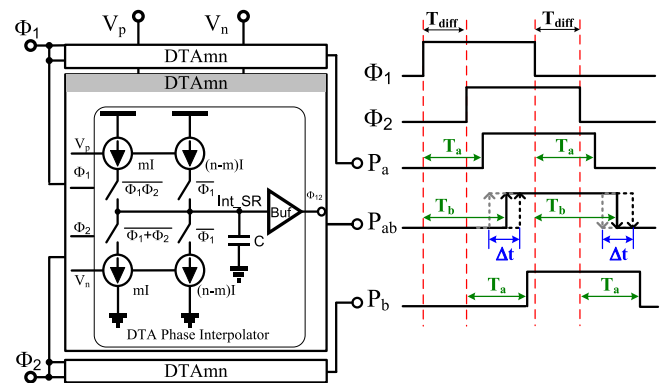 Φ1
Vp
Vn
DTAmn
DTAmn
Vp
mI
(n-m)I
Φ1
Φ1Φ2
Φ1
Int_SR
Buf
Φ12
Φ2
Φ1+Φ2
Φ1
C
Vn
mI
(n-m)I
DTA Phase Interpolator
Φ2
DTAmn
Pa
Pab
Pb
Tdiff
Tdiff
Φ1
Φ2
Ta
Ta
Tb
Tb
Δt
Δt
Ta
Ta